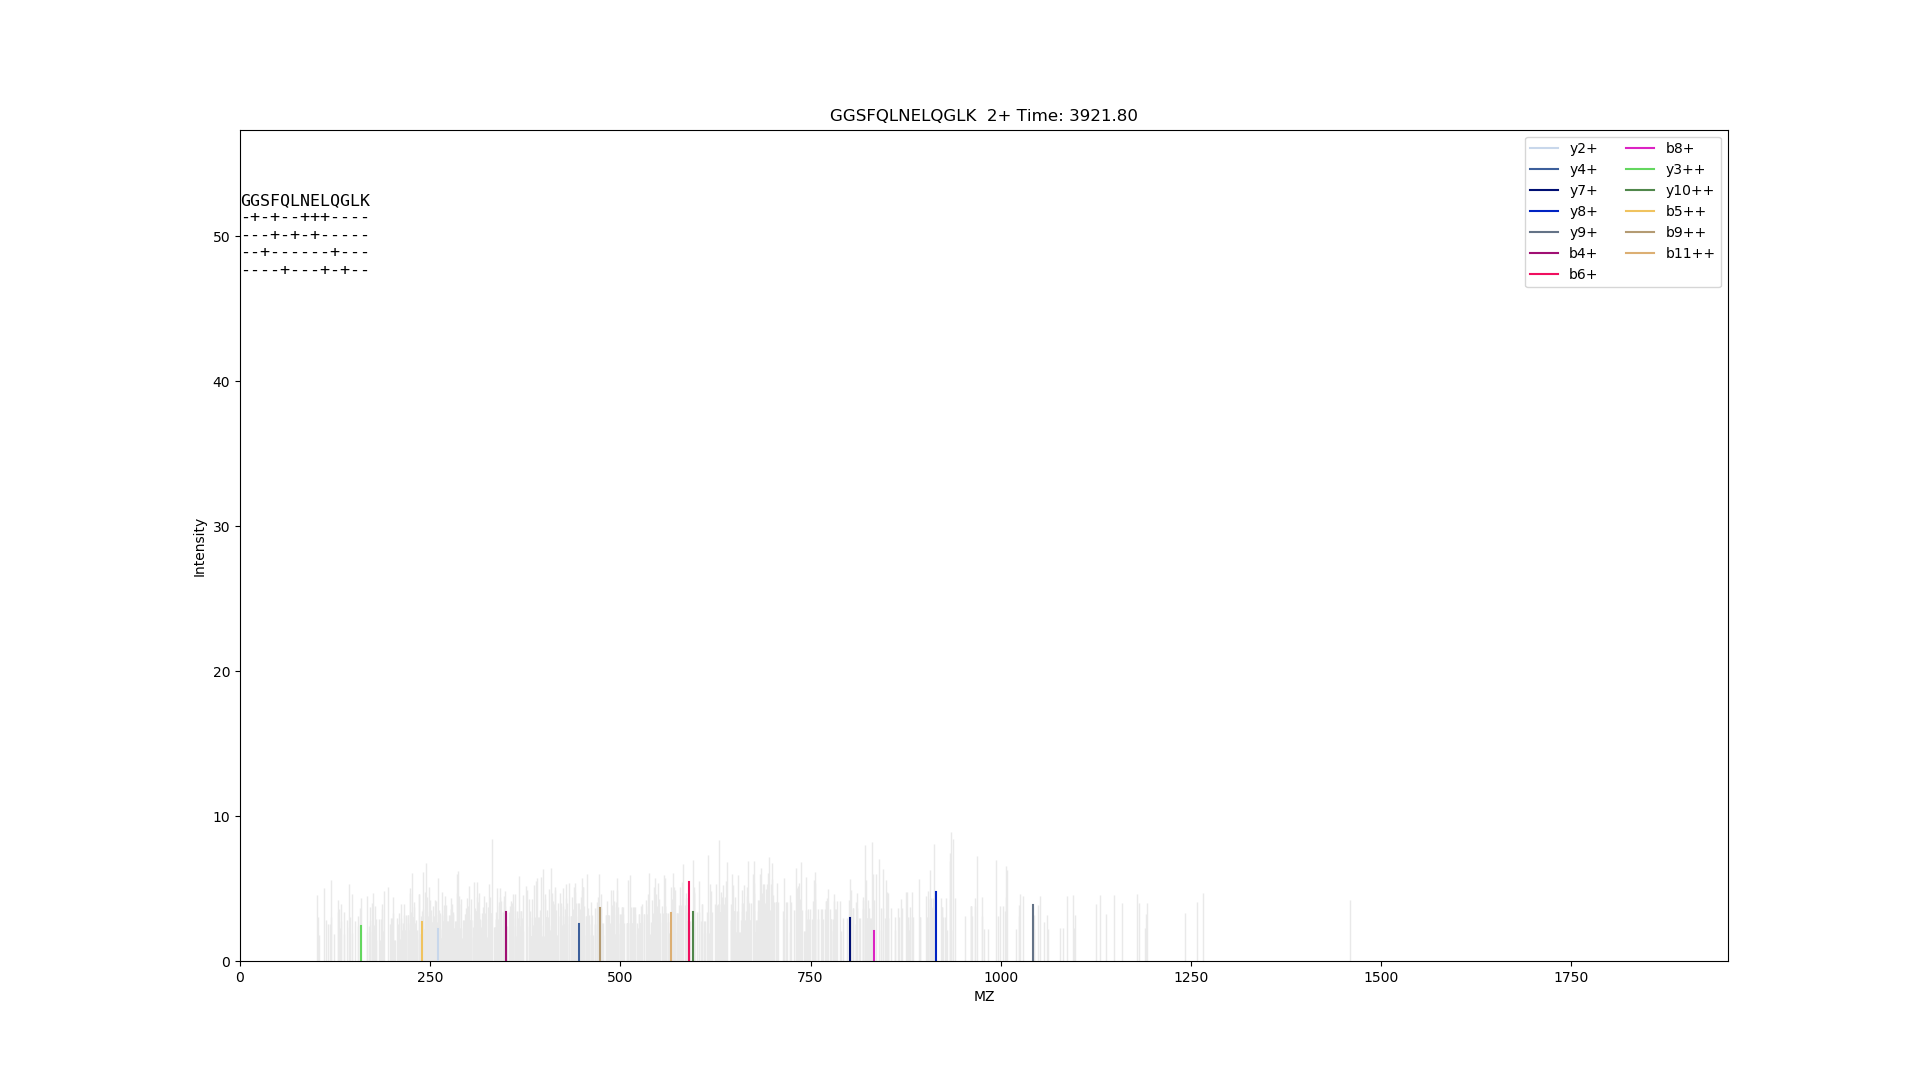 GGSFQLNELQGLK  2+ Time: 3921.80
GGSFQLNELQGLK
-+-+--+++----
---+-+-+-----
--+------+---
----+---+-+--
y2+
y4+
y7+
y8+
y9+
b4+
b6+
b8+
y3++
y10++
b5++
b9++
b11++
50
40
30
20
10
0
Intensity
0 250 500 750 1000 1250 1500 1750
MZ